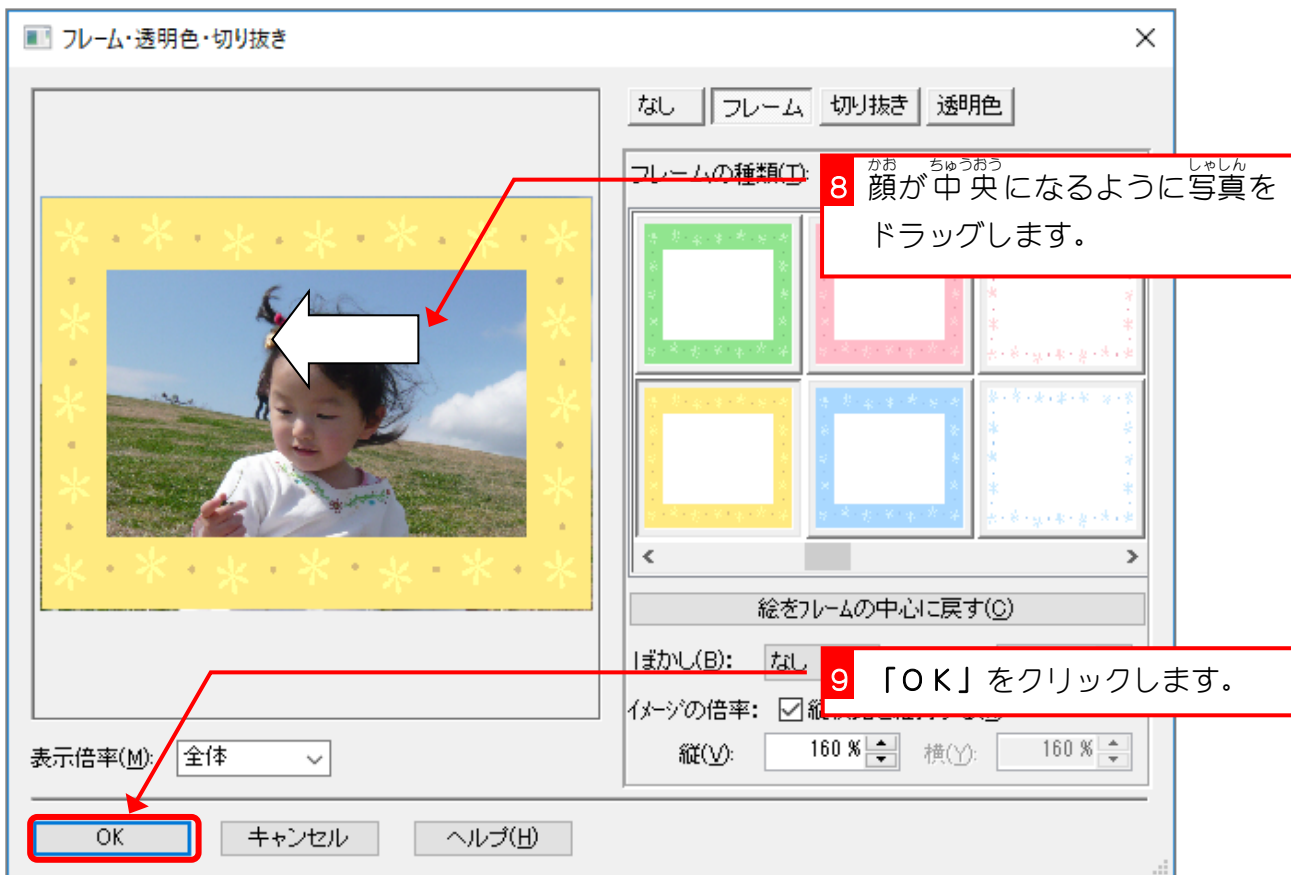 フレーム・透明色・切り抜き
なし フレーム 切り抜き 透明色
フレームの種類(T):
8 顔が中央になるように写真を
かお ちゅうおう しゃしん
ドラッグします。
絵をフレームの中心に戻す(C)
ぼかし(B): なし
9 「OK」をクリックします。
イメージの倍率: 縦
縦(V): 160 % 横(Y): 160 %
表示倍率(M): 全体
OK キャンセル ヘルプ(H)